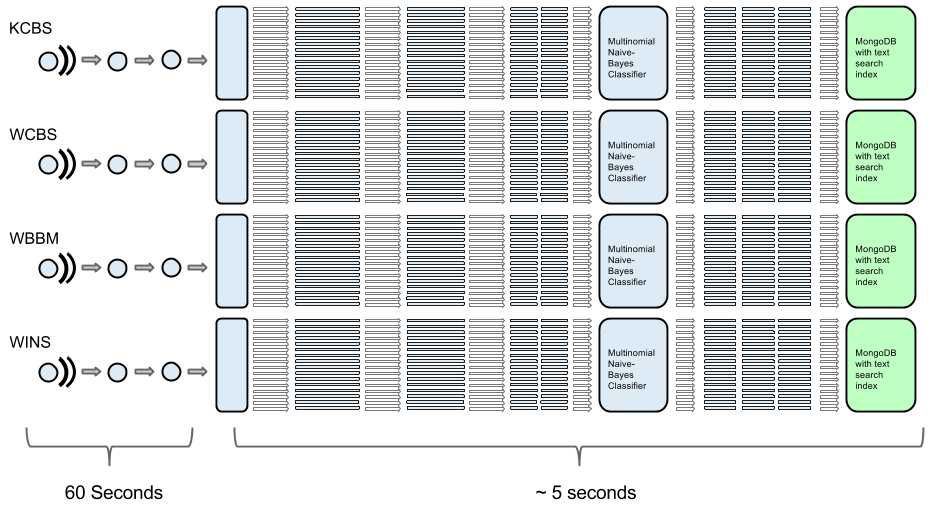 KCBS
Multinomial
Naive-
Bayes
Classifier
MongoDB
with text
search
index
WCBS
Multinomial
Naive-
Bayes
Classifier
MongoDB
with text
search
index
WBBM
Multinomial
Naive-
Bayes
Classifier
MongoDB
with text
search
index
WINS
Multinomial
Naive-
Bayes
Classifier
MongoDB
with text
search
index
60 Seconds
~ 5 seconds